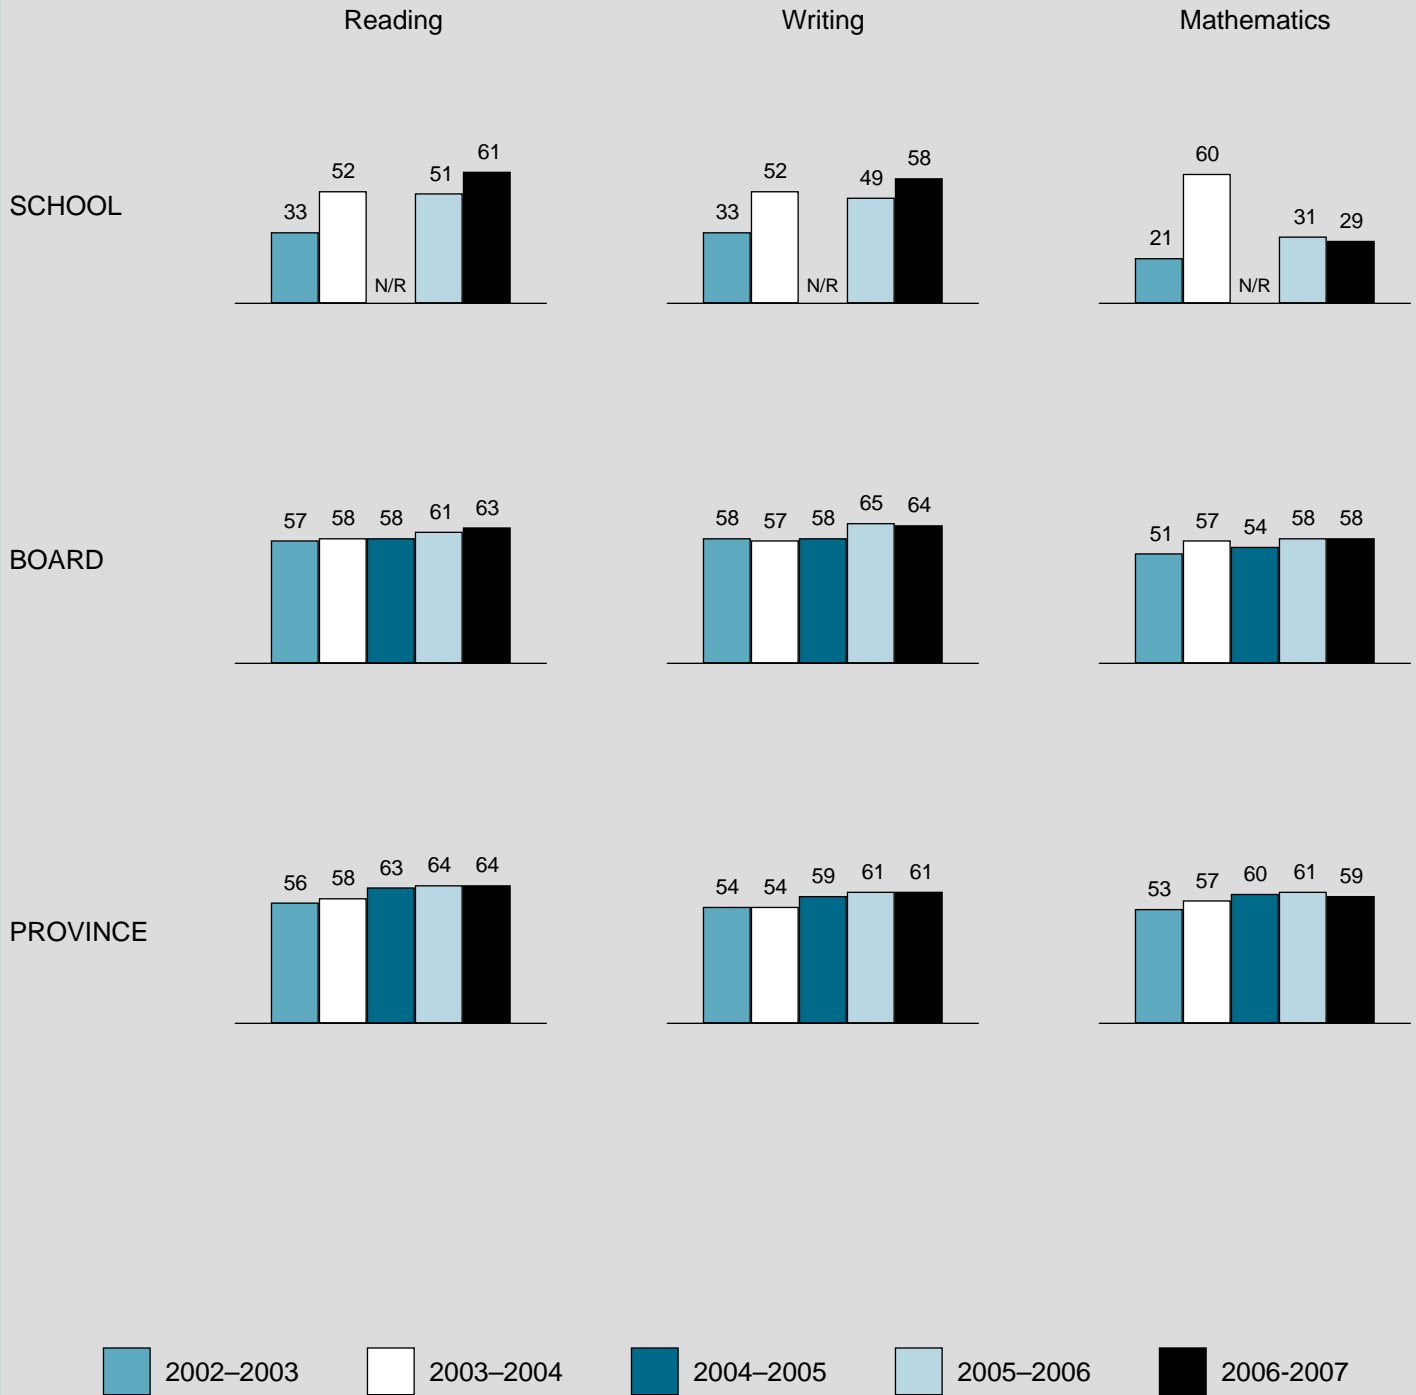 Reading Writing Mathematics
SCHOOL
33 52 N/R 51 61
33 52 N/R 49 58
21 60 N/R 31 29
BOARD
57 58 58 61 63
58 57 58 65 64
51 57 54 58 58
PROVINCE
56 58 63 64 64
54 54 59 61 61
53 57 60 61 59
2002–2003 2003–2004 2004–2005 2005–2006 2006-2007